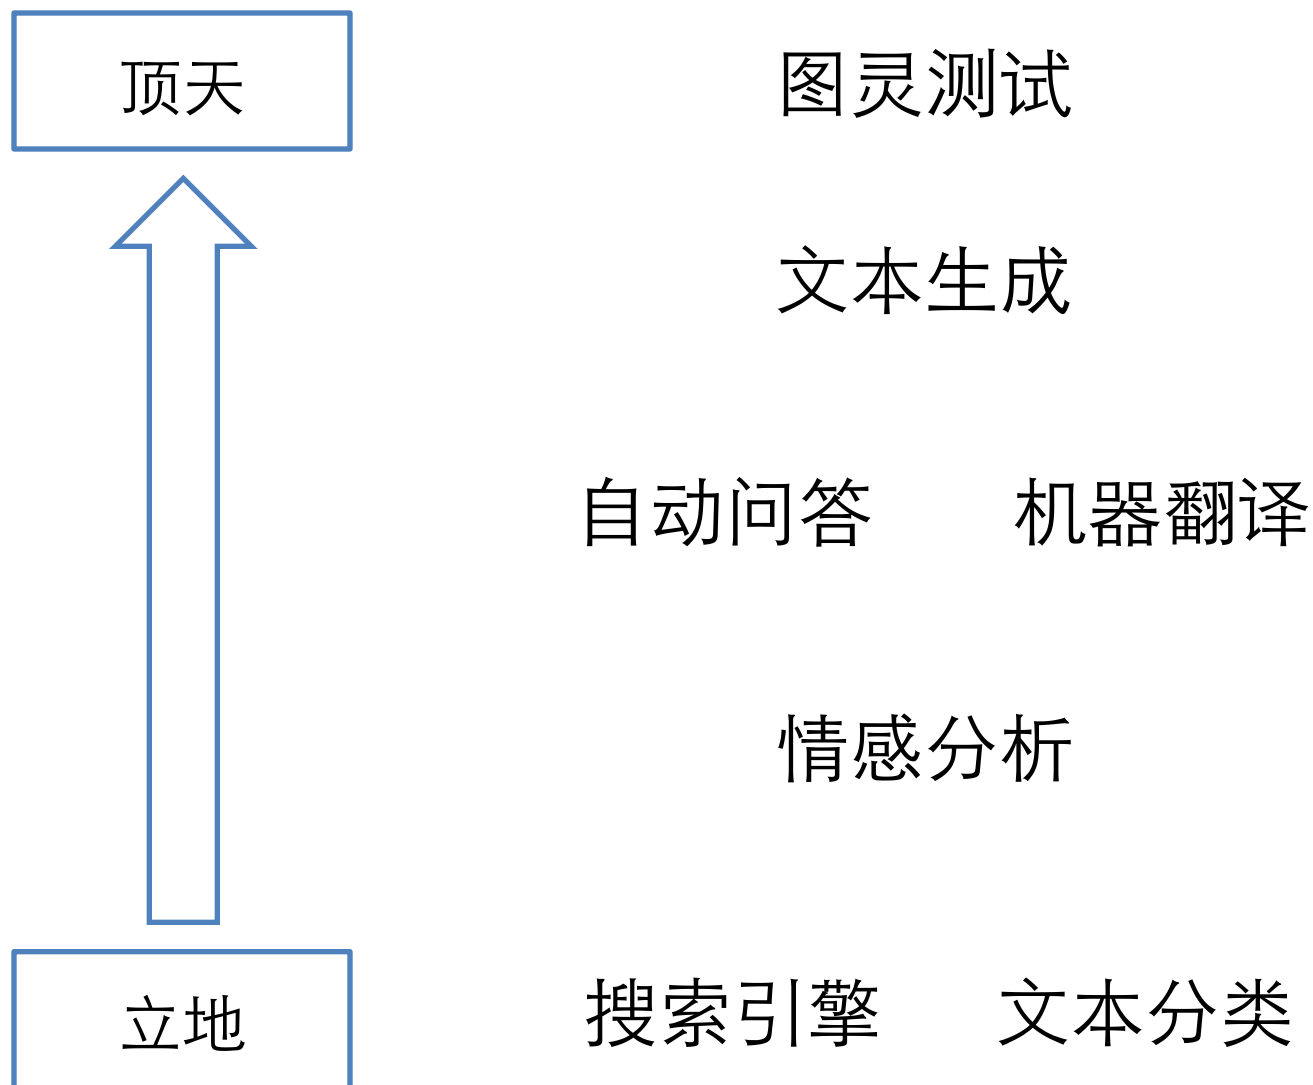 顶天
图灵测试
文本生成
自动问答 机器翻译
情感分析
立地
搜索引擎 文本分类